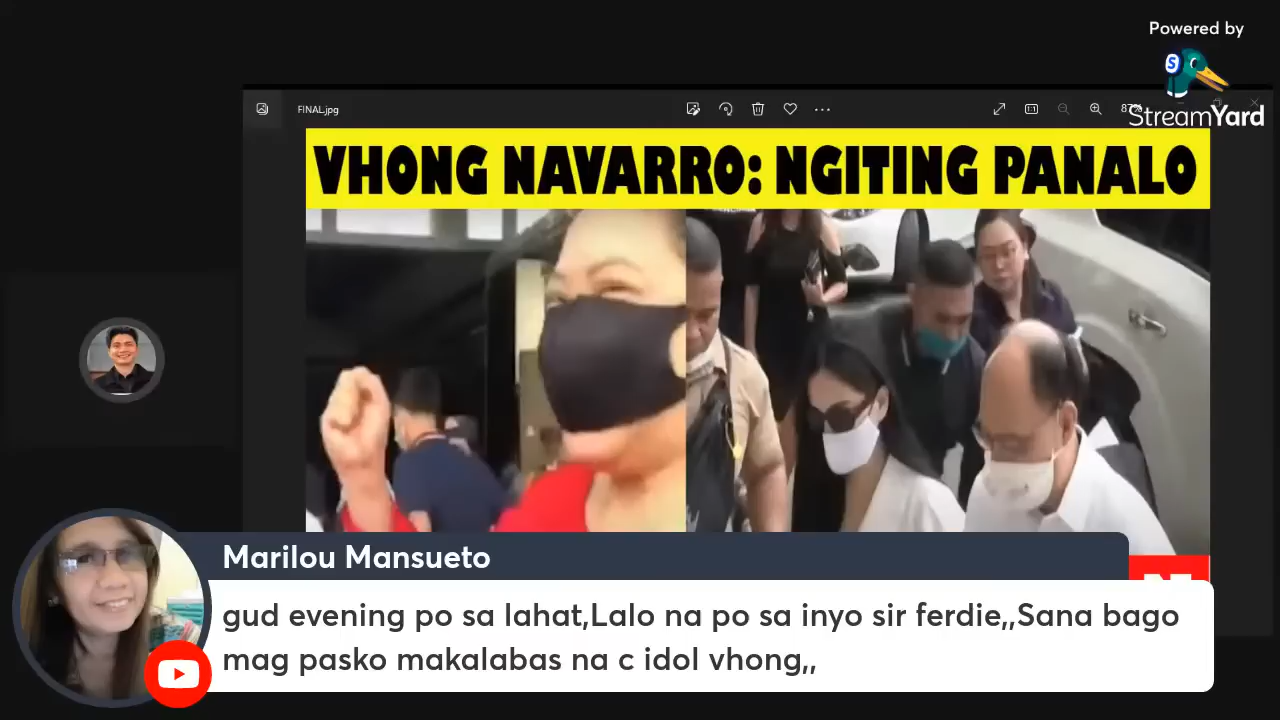 Powered by
StreamYard
FINAL.jpg
VHONG NAVARRO: NGITING PANALO
Marilou Mansueto
gud evening po sa lahat,Lalo na po sa inyo sir ferdie,,Sana bago
mag pasko makalabas na c idol vhong,,